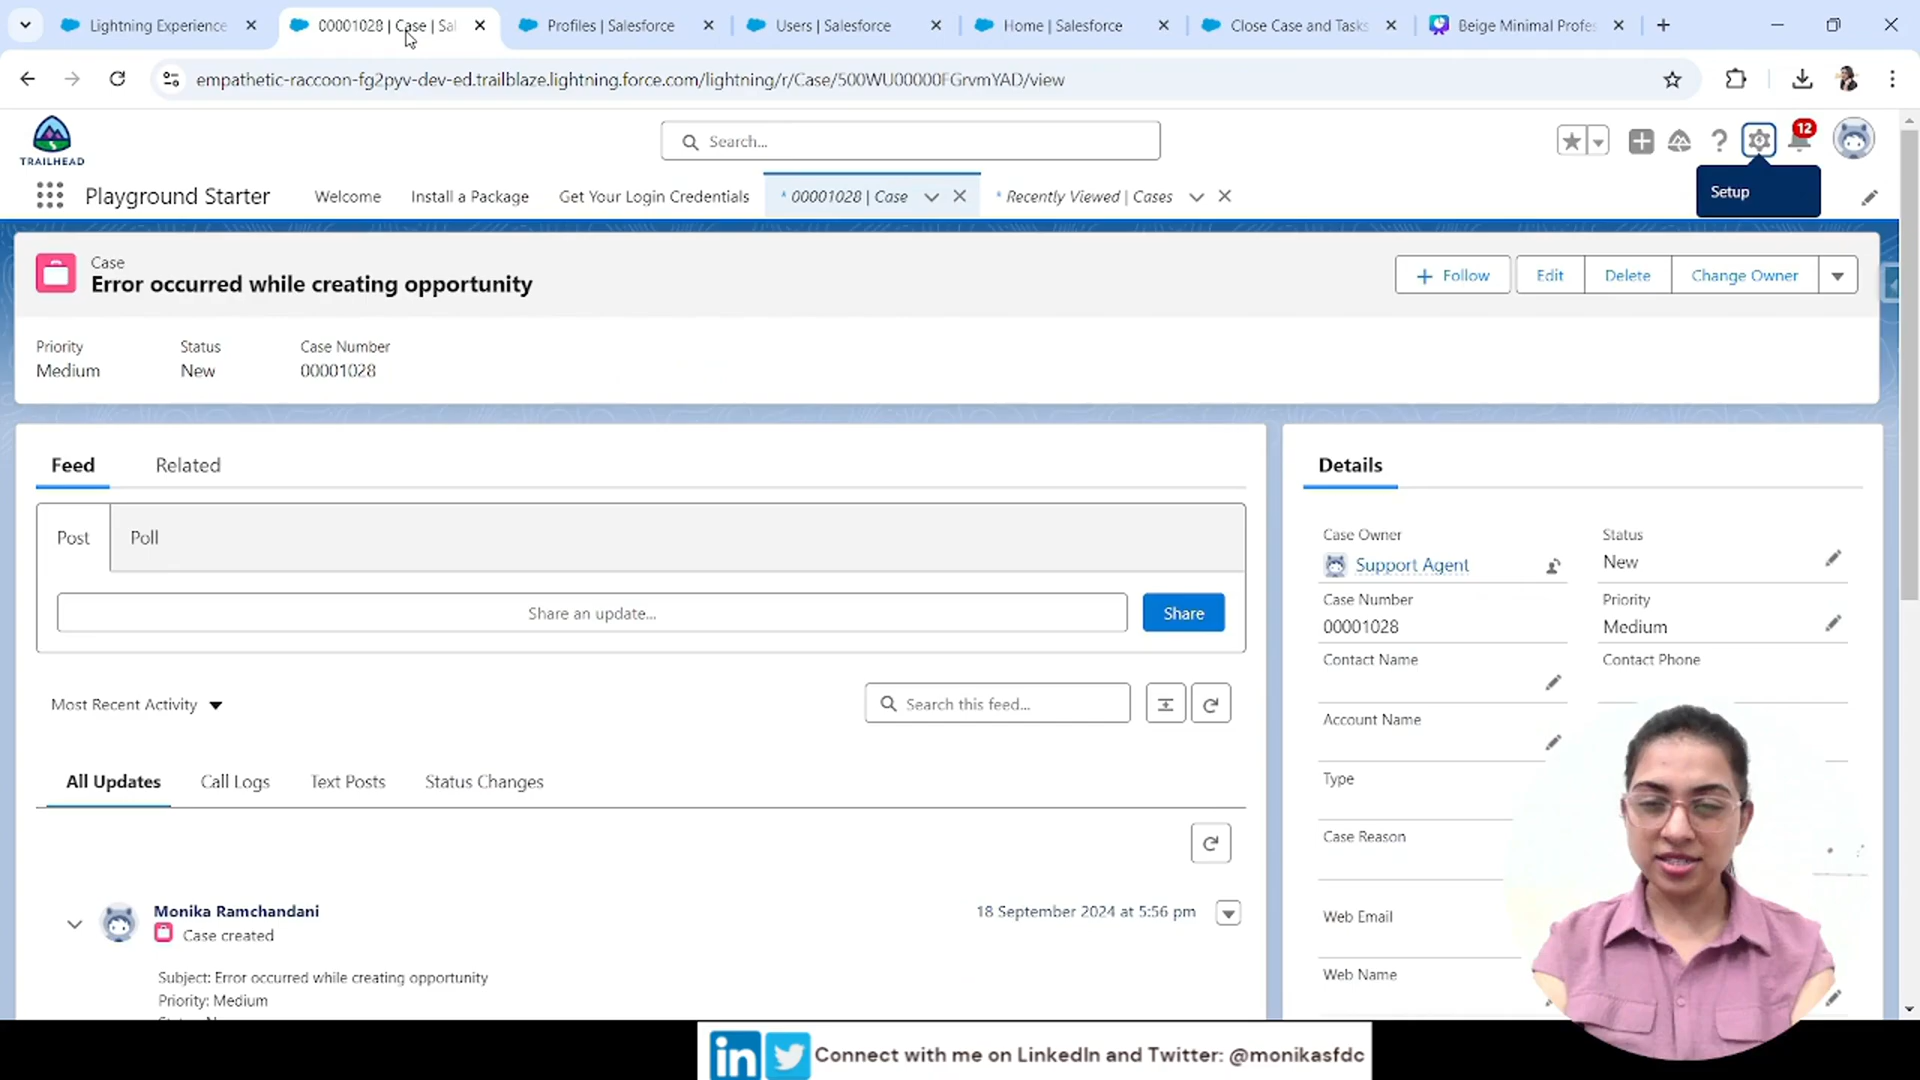 Lightning Experience
00001028 | Case | Sal
Profiles | Salesforce
Users | Salesforce
Home | Salesforce
Close Case and Tasks
Beige Minimal Profes
empathetic-raccoon-fg2pyv-dev-ed.trailblaze.lightning.force.com/lightning/r/Case/500WU00000FGrvmYAD/view
TRAILHEAD
Search...
12
Setup
Playground Starter
Welcome
Install a Package
Get Your Login Credentials
* 00001028 | Case
* Recently Viewed | Cases
Case
Error occurred while creating opportunity
Follow
Edit
Delete
Change Owner
Priority
Status
Case Number
Medium
New
00001028
Feed
Related
Post
Poll
Share an update...
Share
Most Recent Activity
Search this feed...
All Updates
Call Logs
Text Posts
Status Changes
Monika Ramchandani
18 September 2024 at 5:56 pm
Case created
Subject: Error occurred while creating opportunity
Priority: Medium
Details
Case Owner
Status
Support Agent
New
Case Number
Priority
00001028
Medium
Contact Name
Contact Phone
Account Name
Type
Case Reason
Web Email
Web Name
in
Connect with me on LinkedIn and Twitter: @monikasfdc